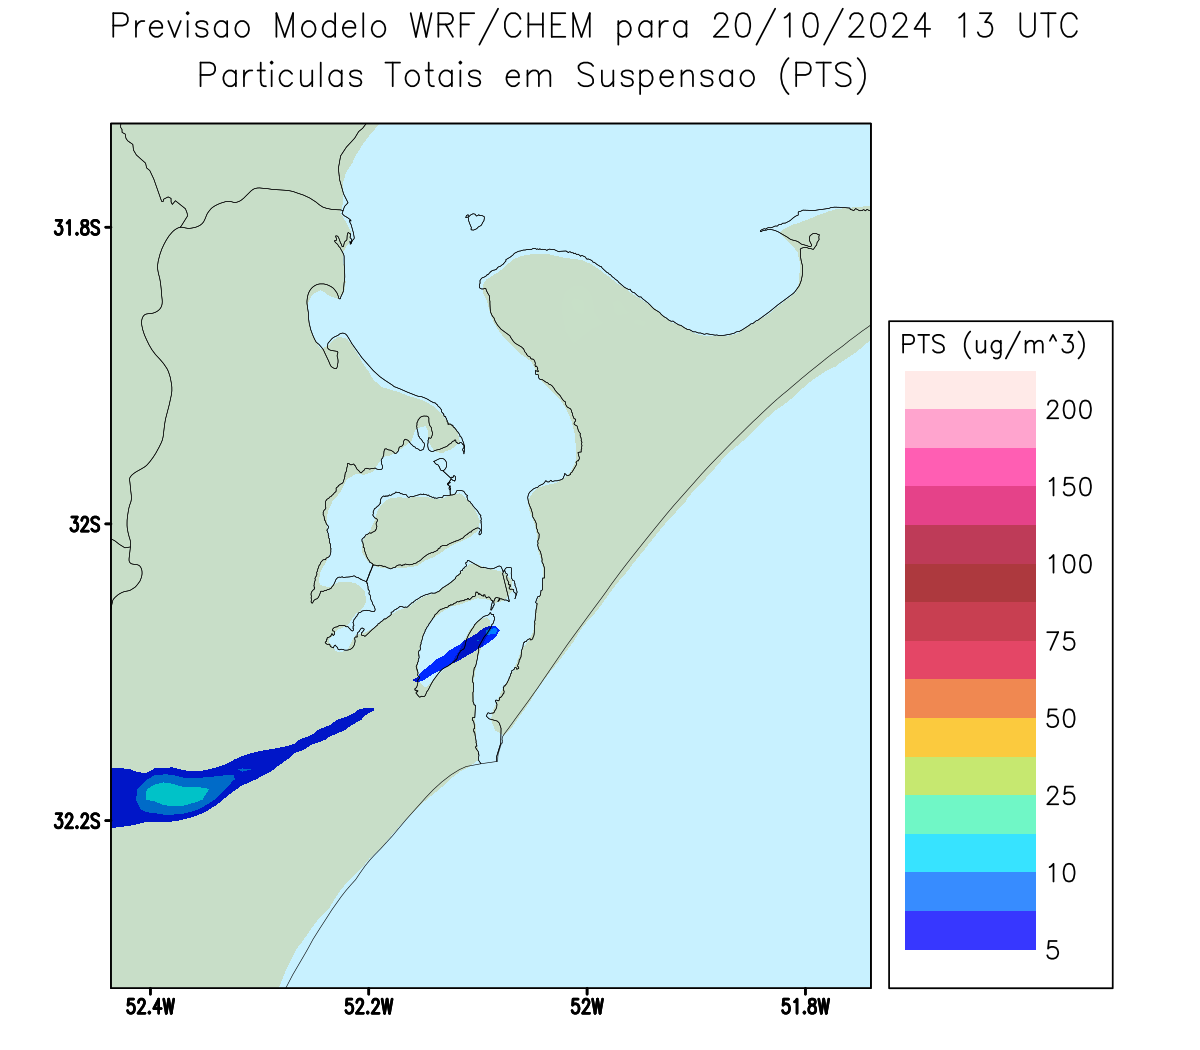 Previsao Modelo WRF/CHEM para 20/10/2024 13 UTC
Particulas Totais em Suspensao (PTS)
31.8S
32S
32.2S
52.4W
52.2W
52W
51.8W
PTS (ug/m^3)
200
150
100
75
50
25
10
5